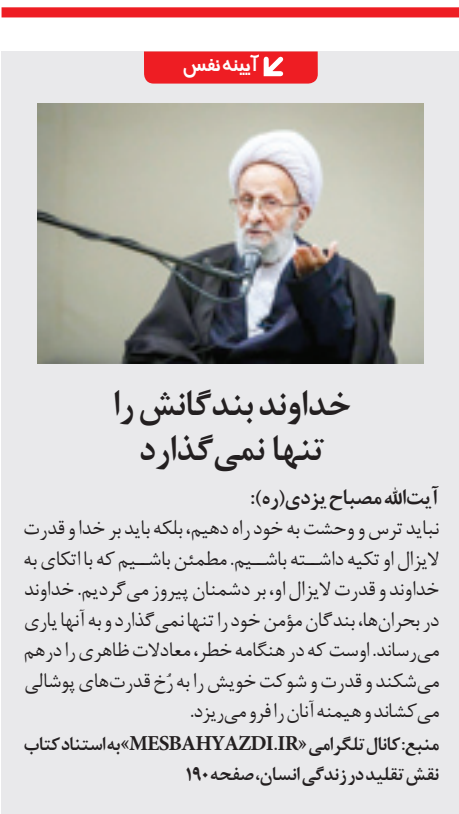 آیینه نفس
خداوند بندگانش را
تنها نمی‌گذارد
آیت‌الله مصباح یزدی(ره):
نباید ترس و وحشت به خود راه دهیم، بلکه باید بر خدا و قدرت
لایزال او تکیه داشته باشیم. مطمئن باشیم که با اتکای به
خداوند و قدرت لایزال او، بر دشمنان پیروز می‌گردیم. خداوند
در بحران‌ها، بندگان مؤمن خود را تنها نمی‌گذارد و به آنها یاری
می‌رساند. اوست که در هنگامه خطر، معادلات ظاهری را درهم
می‌شکند و قدرت و شوکت خویش را به رُخ قدرت‌های پوشالی
می‌کشاند و هیمنه آنان را فرو می‌ریزد.
منبع: کانال تلگرامی «MESBAHYAZDI.IR» به استناد کتاب
نقش تقلید در زندگی انسان، صفحه ۱۹۰